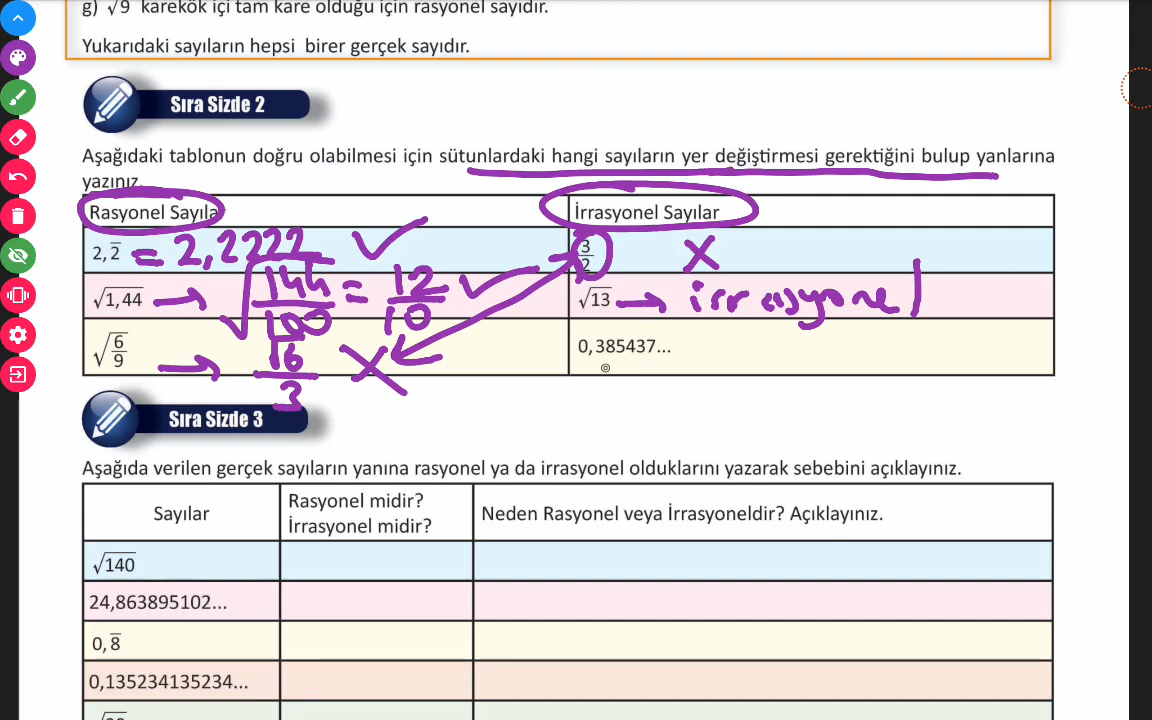 g) √9 karekök içi tam kare olduğu için rasyonel sayıdır.
Yukarıdaki sayıların hepsi birer gerçek sayıdır.
Sıra Sizde 2
Aşağıdaki tablonun doğru olabilmesi için sütunlardaki hangi sayıların yer değiştirmesi gerektiğini bulup yanlarına
yazınız.
Rasyonel Sayıla
İrrasyonel Sayılar
2,2̅ = 2,2222 ✓
3/2 X
√1,44 → √144/100 = 12/10 ✓
√13 → irrasyonel
√6/9 → √6/3 X
0,385437...
Sıra Sizde 3
Aşağıda verilen gerçek sayıların yanına rasyonel ya da irrasyonel olduklarını yazarak sebebini açıklayınız.
Sayılar
Rasyonel midir?
İrrasyonel midir?
Neden Rasyonel veya İrrasyoneldir? Açıklayınız.
√140
24,863895102...
0,8̅
0,135234135234...